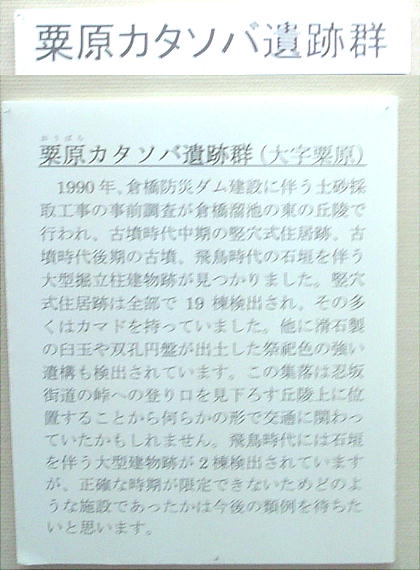 粟原カタソバ遺跡群
おうばら
粟原カタソバ遺跡群(大字粟原)
1990年、倉橋防災ダム建設に伴う土砂採
取工事の事前調査が倉橋溜池の東の丘陵で
行われ、古墳時代中期の竪穴式住居跡、古
墳時代後期の古墳、飛鳥時代の石垣を伴う
大型掘立柱建物跡が見つかりました。竪穴
式住居跡は全部で19棟検出され、その多
くはカマドを持っていました。他に滑石製
の臼玉や双孔円盤が出土した祭祀色の強い
遺構も検出されています。この集落は忍坂
街道の峠への登り口を見下ろす丘陵上に位
置することから何らかの形で交通に関わっ
ていたかもしれません。飛鳥時代には石垣
を伴う大型建物跡が2棟検出されています
が、正確な時期が限定できないためどのよ
うな施設であったかは今後の類例を待ちた
いと思います。